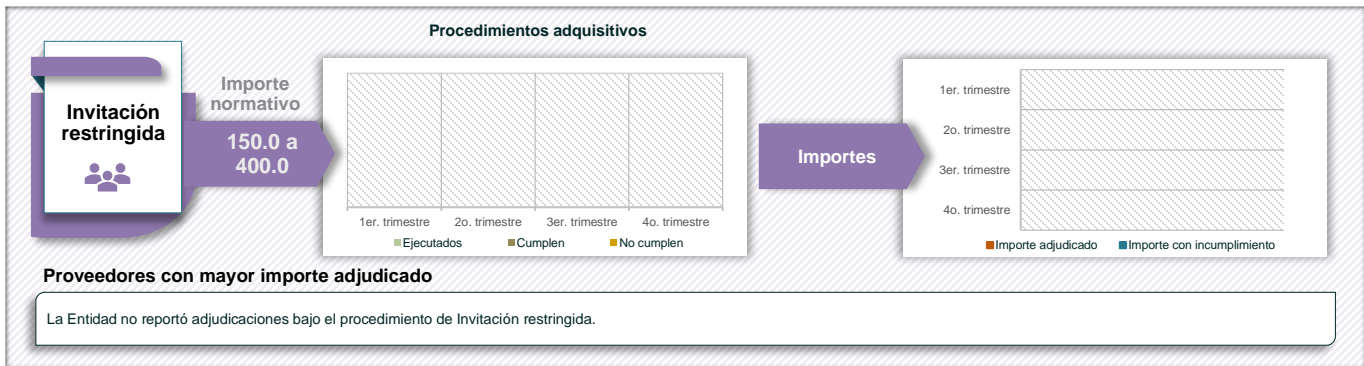 Procedimientos adquisitivos
Invitación
restringida
Importe
normativo
150.0 a
400.0
1er. trimestre 2o. trimestre 3er. trimestre 4o. trimestre
Ejecutados Cumplen No cumplen
Importes
1er. trimestre
2o. trimestre
3er. trimestre
4o. trimestre
Importe adjudicado Importe con incumplimiento
Proveedores con mayor importe adjudicado
La Entidad no reportó adjudicaciones bajo el procedimiento de Invitación restringida.